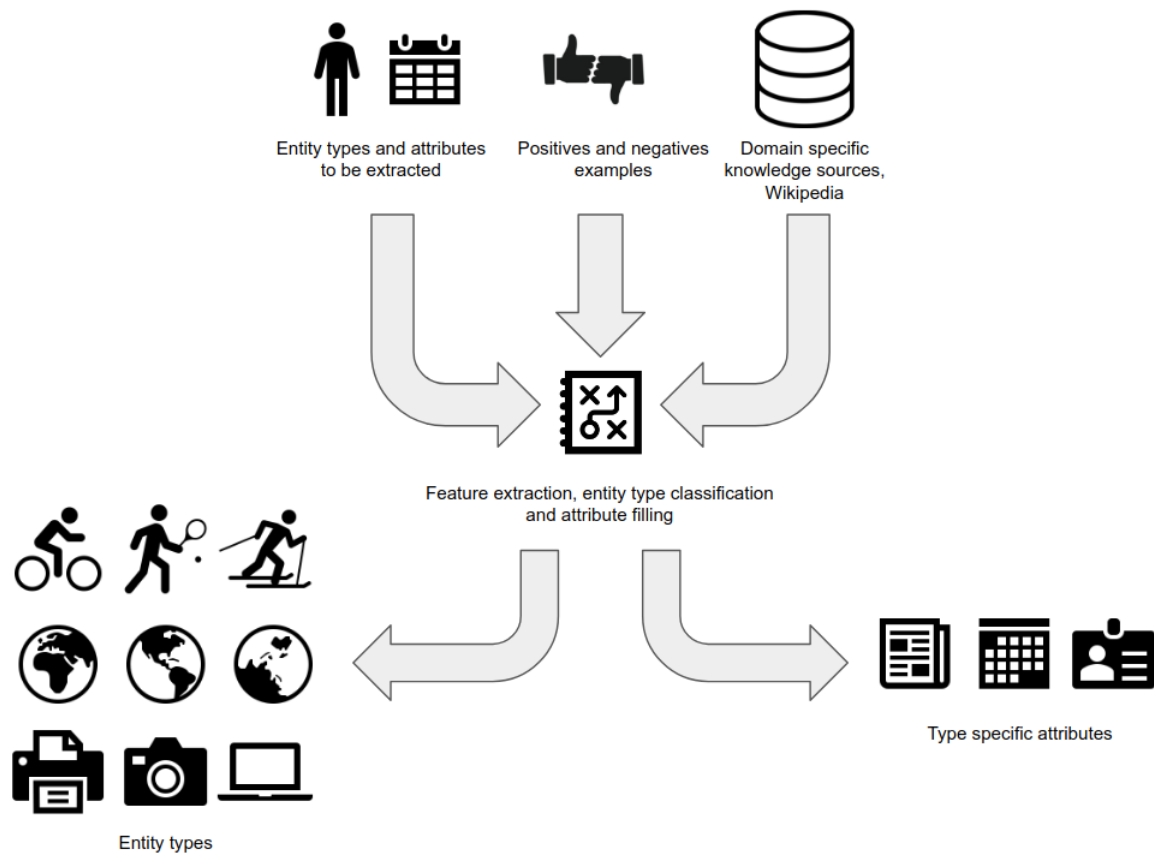 Entity types and attributes
to be extracted
Positives and negatives
examples
Domain specific
knowledge sources,
Wikipedia
Feature extraction, entity type classification
and attribute filling
Type specific attributes
Entity types